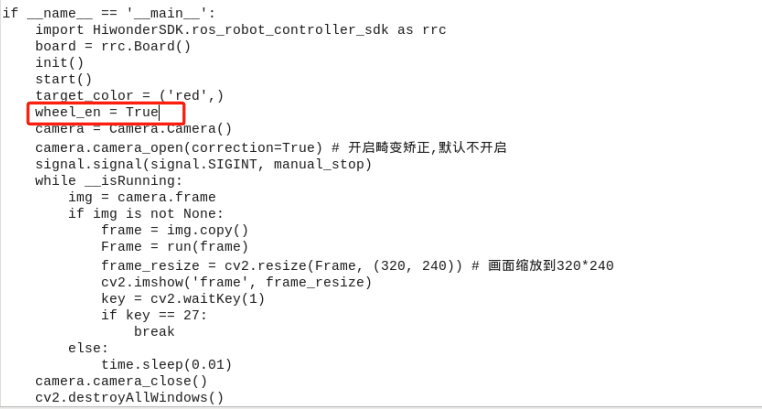 if __name__ == '__main__':
    import HiwonderSDK.ros_robot_controller_sdk as rrc
    board = rrc.Board()
    init()
    start()
    target_color = ('red',)
    wheel_en = True
    camera = Camera.Camera()
    camera.camera_open(correction=True) # 开启畸变矫正,默认不开启
    signal.signal(signal.SIGINT, manual_stop)
    while __isRunning:
        img = camera.frame
        if img is not None:
            frame = img.copy()
            Frame = run(frame)
            frame_resize = cv2.resize(Frame, (320, 240)) # 画面缩放到320*240
            cv2.imshow('frame', frame_resize)
            key = cv2.waitKey(1)
            if key == 27:
                break
        else:
            time.sleep(0.01)
    camera.camera_close()
    cv2.destroyAllWindows()